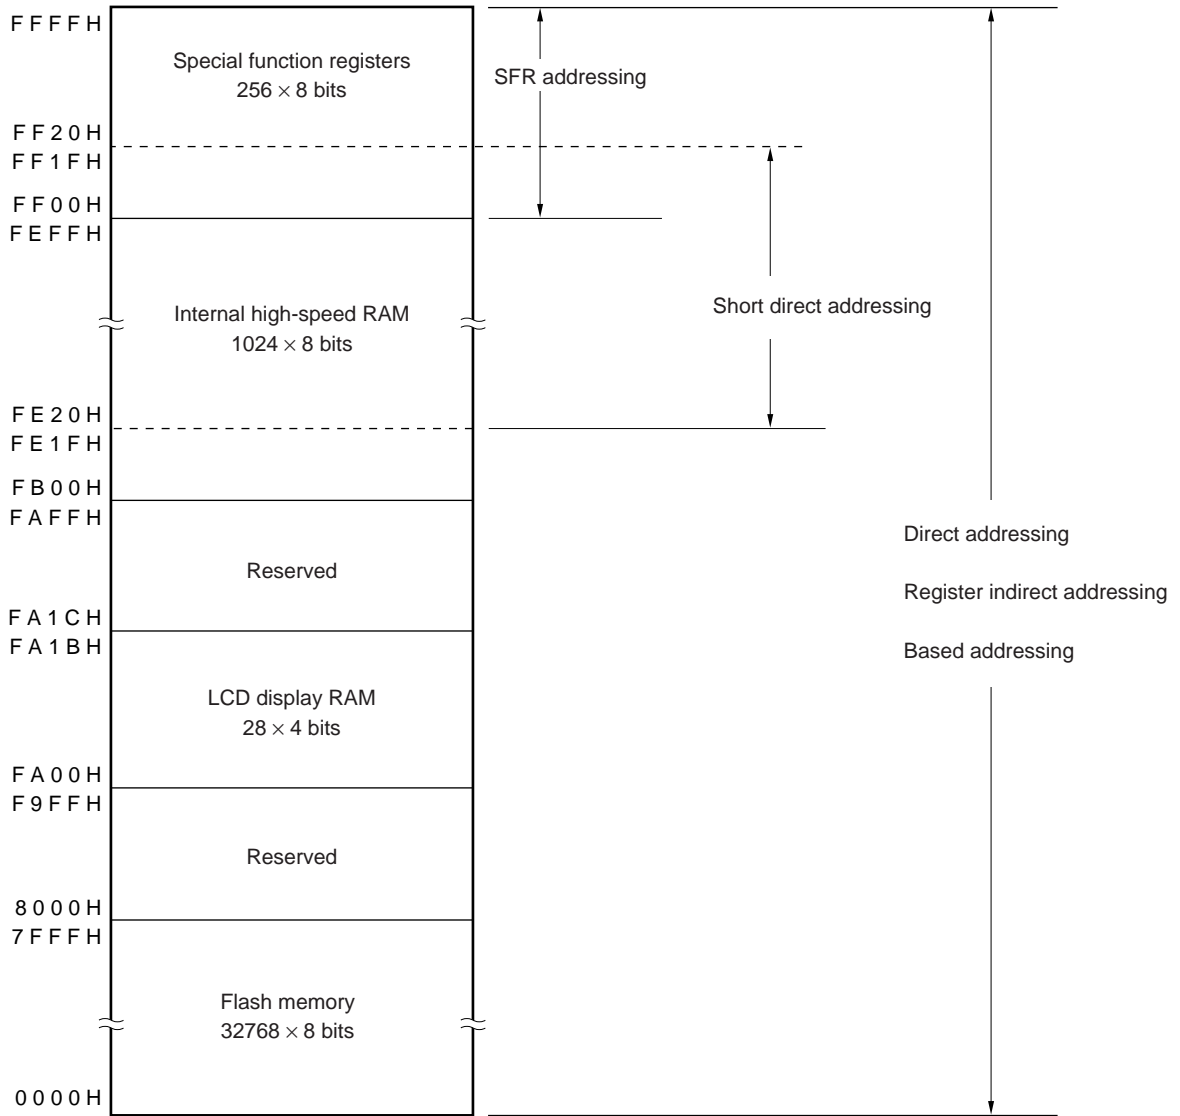 FFFFH
Special function registers
256 × 8 bits
SFR addressing
FF20H
FF1FH
FF00H
FEFFH
Internal high-speed RAM
1024 × 8 bits
Short direct addressing
FE20H
FE1FH
FB00H
FAFFH
Reserved
Direct addressing
Register indirect addressing
Based addressing
FA1CH
FA1BH
LCD display RAM
28 × 4 bits
FA00H
F9FFH
Reserved
8000H
7FFFH
Flash memory
32768 × 8 bits
0000H